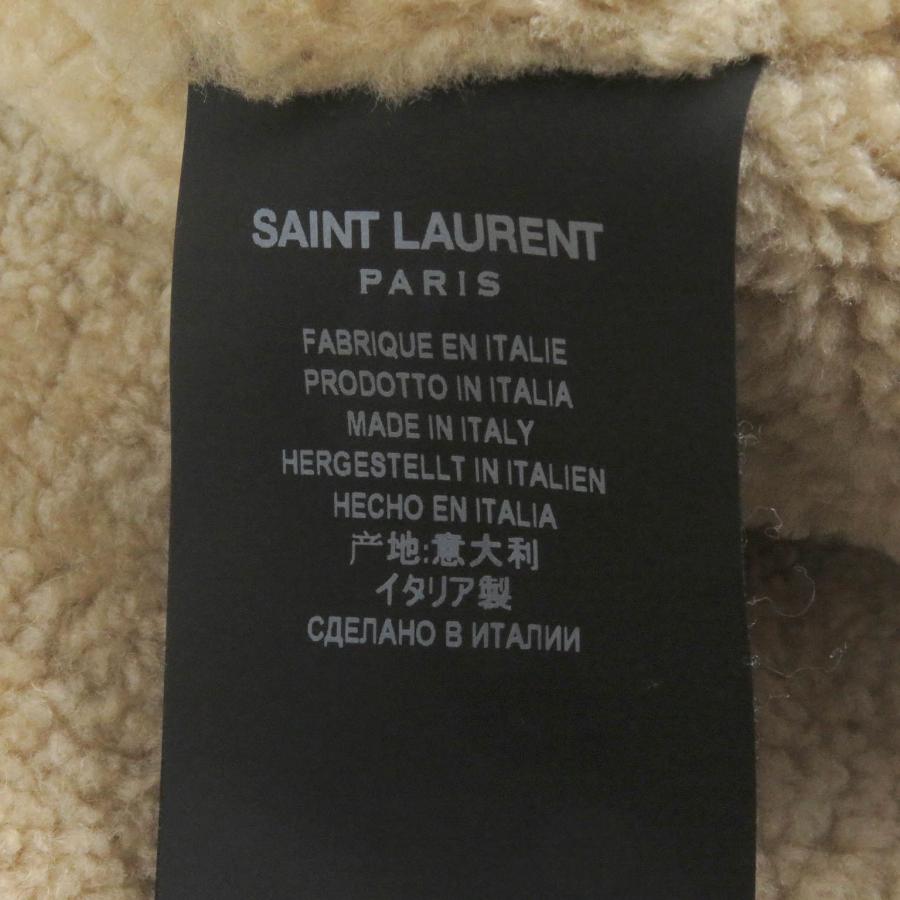 SAINT LAURENT
PARIS
FABRIQUE EN ITALIE
PRODOTTO IN ITALIA
MADE IN ITALY
HERGESTELLT IN ITALIEN
HECHO EN ITALIA
产地:意大利
イタリア製
СДЕЛАНО В ИТАЛИИ